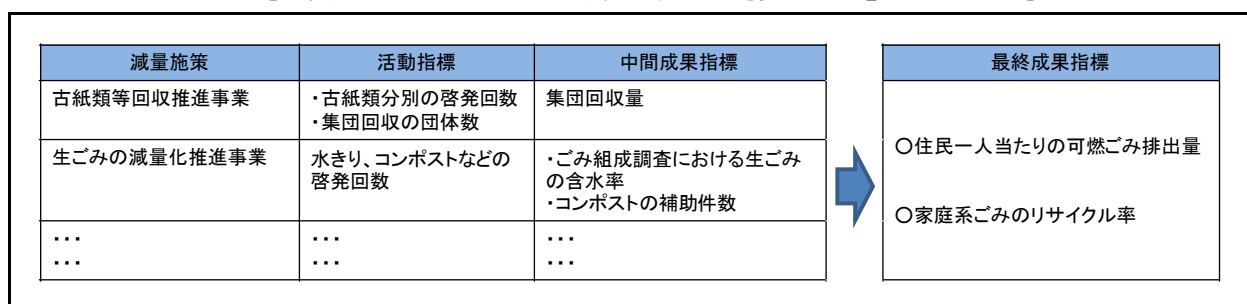 減量施策
活動指標
中間成果指標
古紙類等回収推進事業
・古紙類分別の啓発回数
・集団回収の団体数
集団回収量
生ごみの減量化推進事業
水きり、コンポストなどの
啓発回数
・ごみ組成調査における生ごみ
の含水率
・コンポストの補助件数
・・・
・・・
・・・
・・・
・・・
・・・
最終成果指標
○住民一人当たりの可燃ごみ排出量
○家庭系ごみのリサイクル率